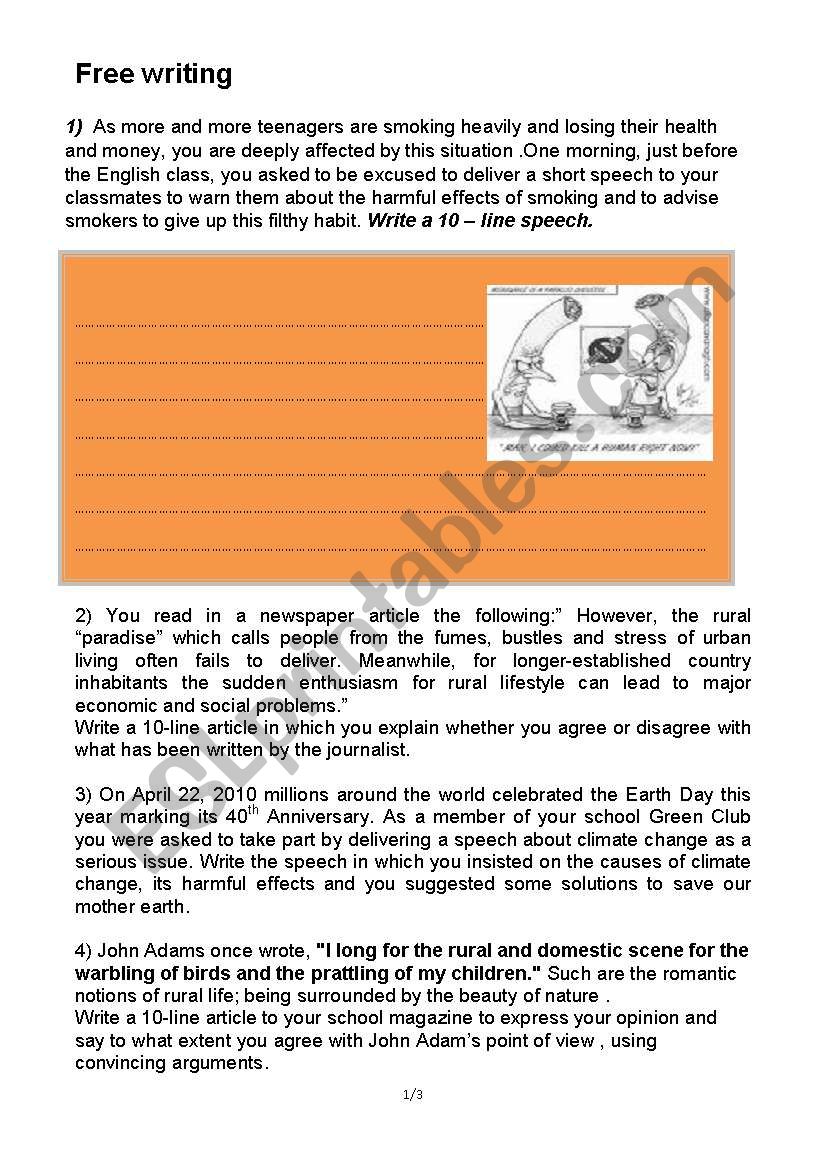 Free writing
1) As more and more teenagers are smoking heavily and losing their health
and money, you are deeply affected by this situation .One morning, just before
the English class, you asked to be excused to deliver a short speech to your
classmates to warn them about the harmful effects of smoking and to advise
smokers to give up this filthy habit. Write a 10 – line speech.
"MAN, I COULD KILL A HUMAN RIGHT NOW!"
2) You read in a newspaper article the following:” However, the rural
“paradise” which calls people from the fumes, bustles and stress of urban
living often fails to deliver. Meanwhile, for longer-established country
inhabitants the sudden enthusiasm for rural lifestyle can lead to major
economic and social problems.”
Write a 10-line article in which you explain whether you agree or disagree with
what has been written by the journalist.
3) On April 22, 2010 millions around the world celebrated the Earth Day this
year marking its 40th Anniversary. As a member of your school Green Club
you were asked to take part by delivering a speech about climate change as a
serious issue. Write the speech in which you insisted on the causes of climate
change, its harmful effects and you suggested some solutions to save our
mother earth.
4) John Adams once wrote, "I long for the rural and domestic scene for the
warbling of birds and the prattling of my children." Such are the romantic
notions of rural life; being surrounded by the beauty of nature .
Write a 10-line article to your school magazine to express your opinion and
say to what extent you agree with John Adam’s point of view , using
convincing arguments.
1/3
ESLprintables.com